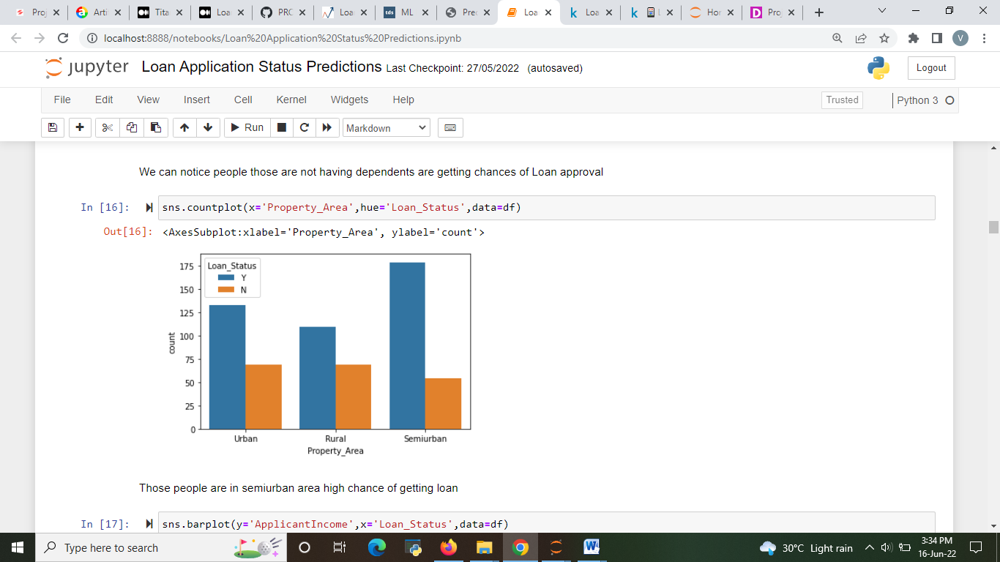 Proj
Arti
Tita
Loa
PRC
Loa
tds
ML
Prec
Loa
k
Loa
k
L
Hor
D
Pro
localhost:8888/notebooks/Loan%20Application%20Status%20Predictions.ipynb
V
jupyter Loan Application Status Predictions Last Checkpoint: 27/05/2022 (autosaved)
Logout
File Edit View Insert Cell Kernel Widgets Help
Trusted
Python 3
Run
Markdown
We can notice people those are not having dependents are getting chances of Loan approval
In [16]: sns.countplot(x='Property_Area',hue='Loan_Status',data=df)
Out[16]: <AxesSubplot:xlabel='Property_Area', ylabel='count'>
Loan_Status
Y
N
175
150
125
100
75
50
25
0
count
Urban Rural Semiurban
Property_Area
Those people are in semiurban area high chance of getting loan
In [17]: sns.barplot(y='ApplicantIncome',x='Loan_Status',data=df)
Type here to search
30°C Light rain
3:34 PM
16-Jun-22